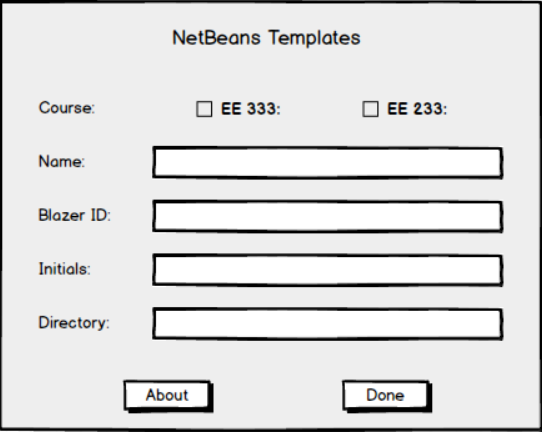 NetBeans Templates
Course: EE 333: EE 233:
Name:
Blazer ID:
Initials:
Directory:
About Done